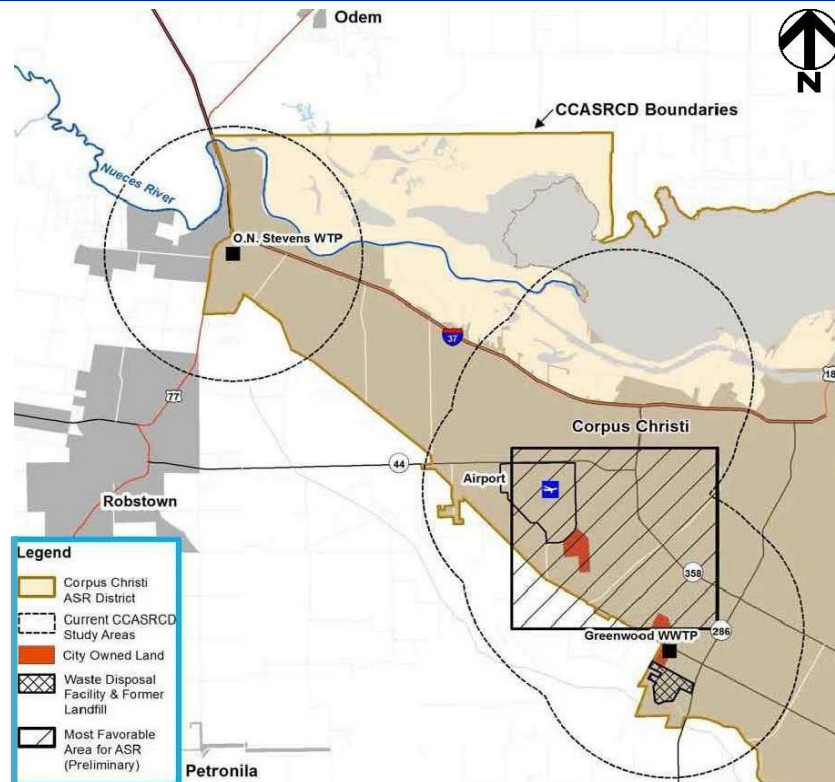 Odem
N
CCASRCD Boundaries
Nueces River
O.N. Stevens WTP
37
18
77
Corpus Christi
44
Airport
Robstown
358
286
Greenwood WWTP
Legend
Corpus Christi
ASR District
Current CCASRCD
Study Areas
City Owned Land
Waste Disposal
Facility & Former
Landfill
Most Favorable
Area for ASR
(Preliminary)
Petronila